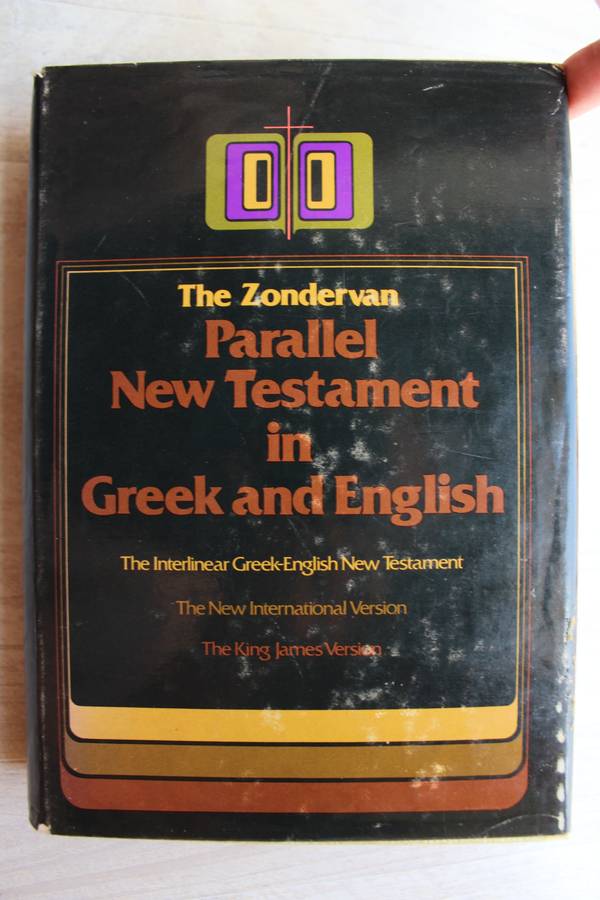 The Zondervan
Parallel
New Testament
in
Greek and English
The Interlinear Greek-English New Testament
The New International Version
The King James Version